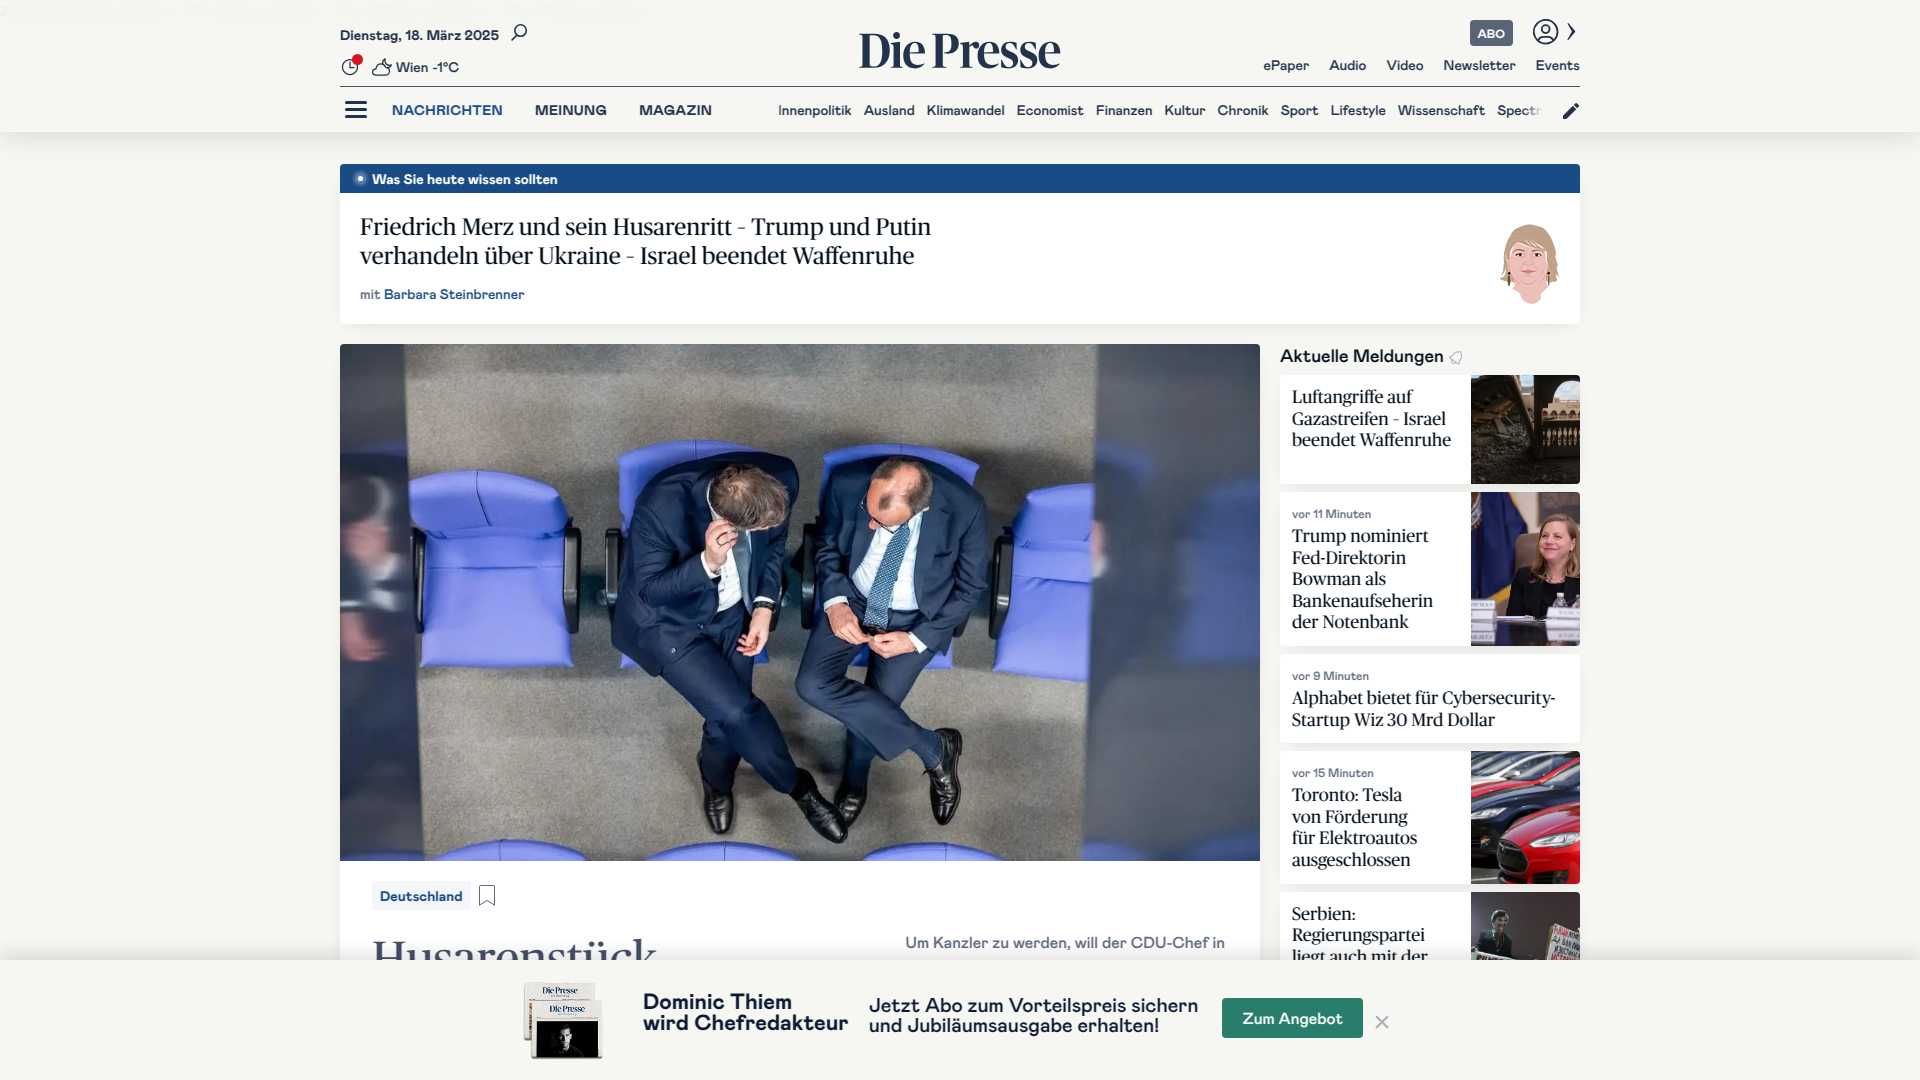 Dienstag, 18. März 2025
Wien -1°C
Die Presse
ABO
ePaper Audio Video Newsletter Events
NACHRICHTEN MEINUNG MAGAZIN
Innenpolitik Ausland Klimawandel Economist Finanzen Kultur Chronik Sport Lifestyle Wissenschaft
Was Sie heute wissen sollten
Friedrich Merz und sein Husarenritt – Trump und Putin
verhandeln über Ukraine – Israel beendet Waffenruhe
mit Barbara Steinbrenner
Deutschland
Husarenstück
Um Kanzler zu werden, will der CDU-Chef in
Aktuelle Meldungen
Luftangriffe auf
Gazastreifen – Israel
beendet Waffenruhe
vor 11 Minuten
Trump nominiert
Fed-Direktorin
Bowman als
Bankenaufseherin
der Notenbank
vor 9 Minuten
Alphabet bietet für Cybersecurity-
Startup Wiz 30 Mrd Dollar
vor 15 Minuten
Toronto: Tesla
von Förderung
für Elektroautos
ausgeschlossen
Serbien:
Regierungspartei
liegt auch mit der
Die Presse
Die Presse
Dominic Thiem
wird Chefredakteur
Jetzt Abo zum Vorteilspreis sichern
und Jubiläumsausgabe erhalten!
Zum Angebot